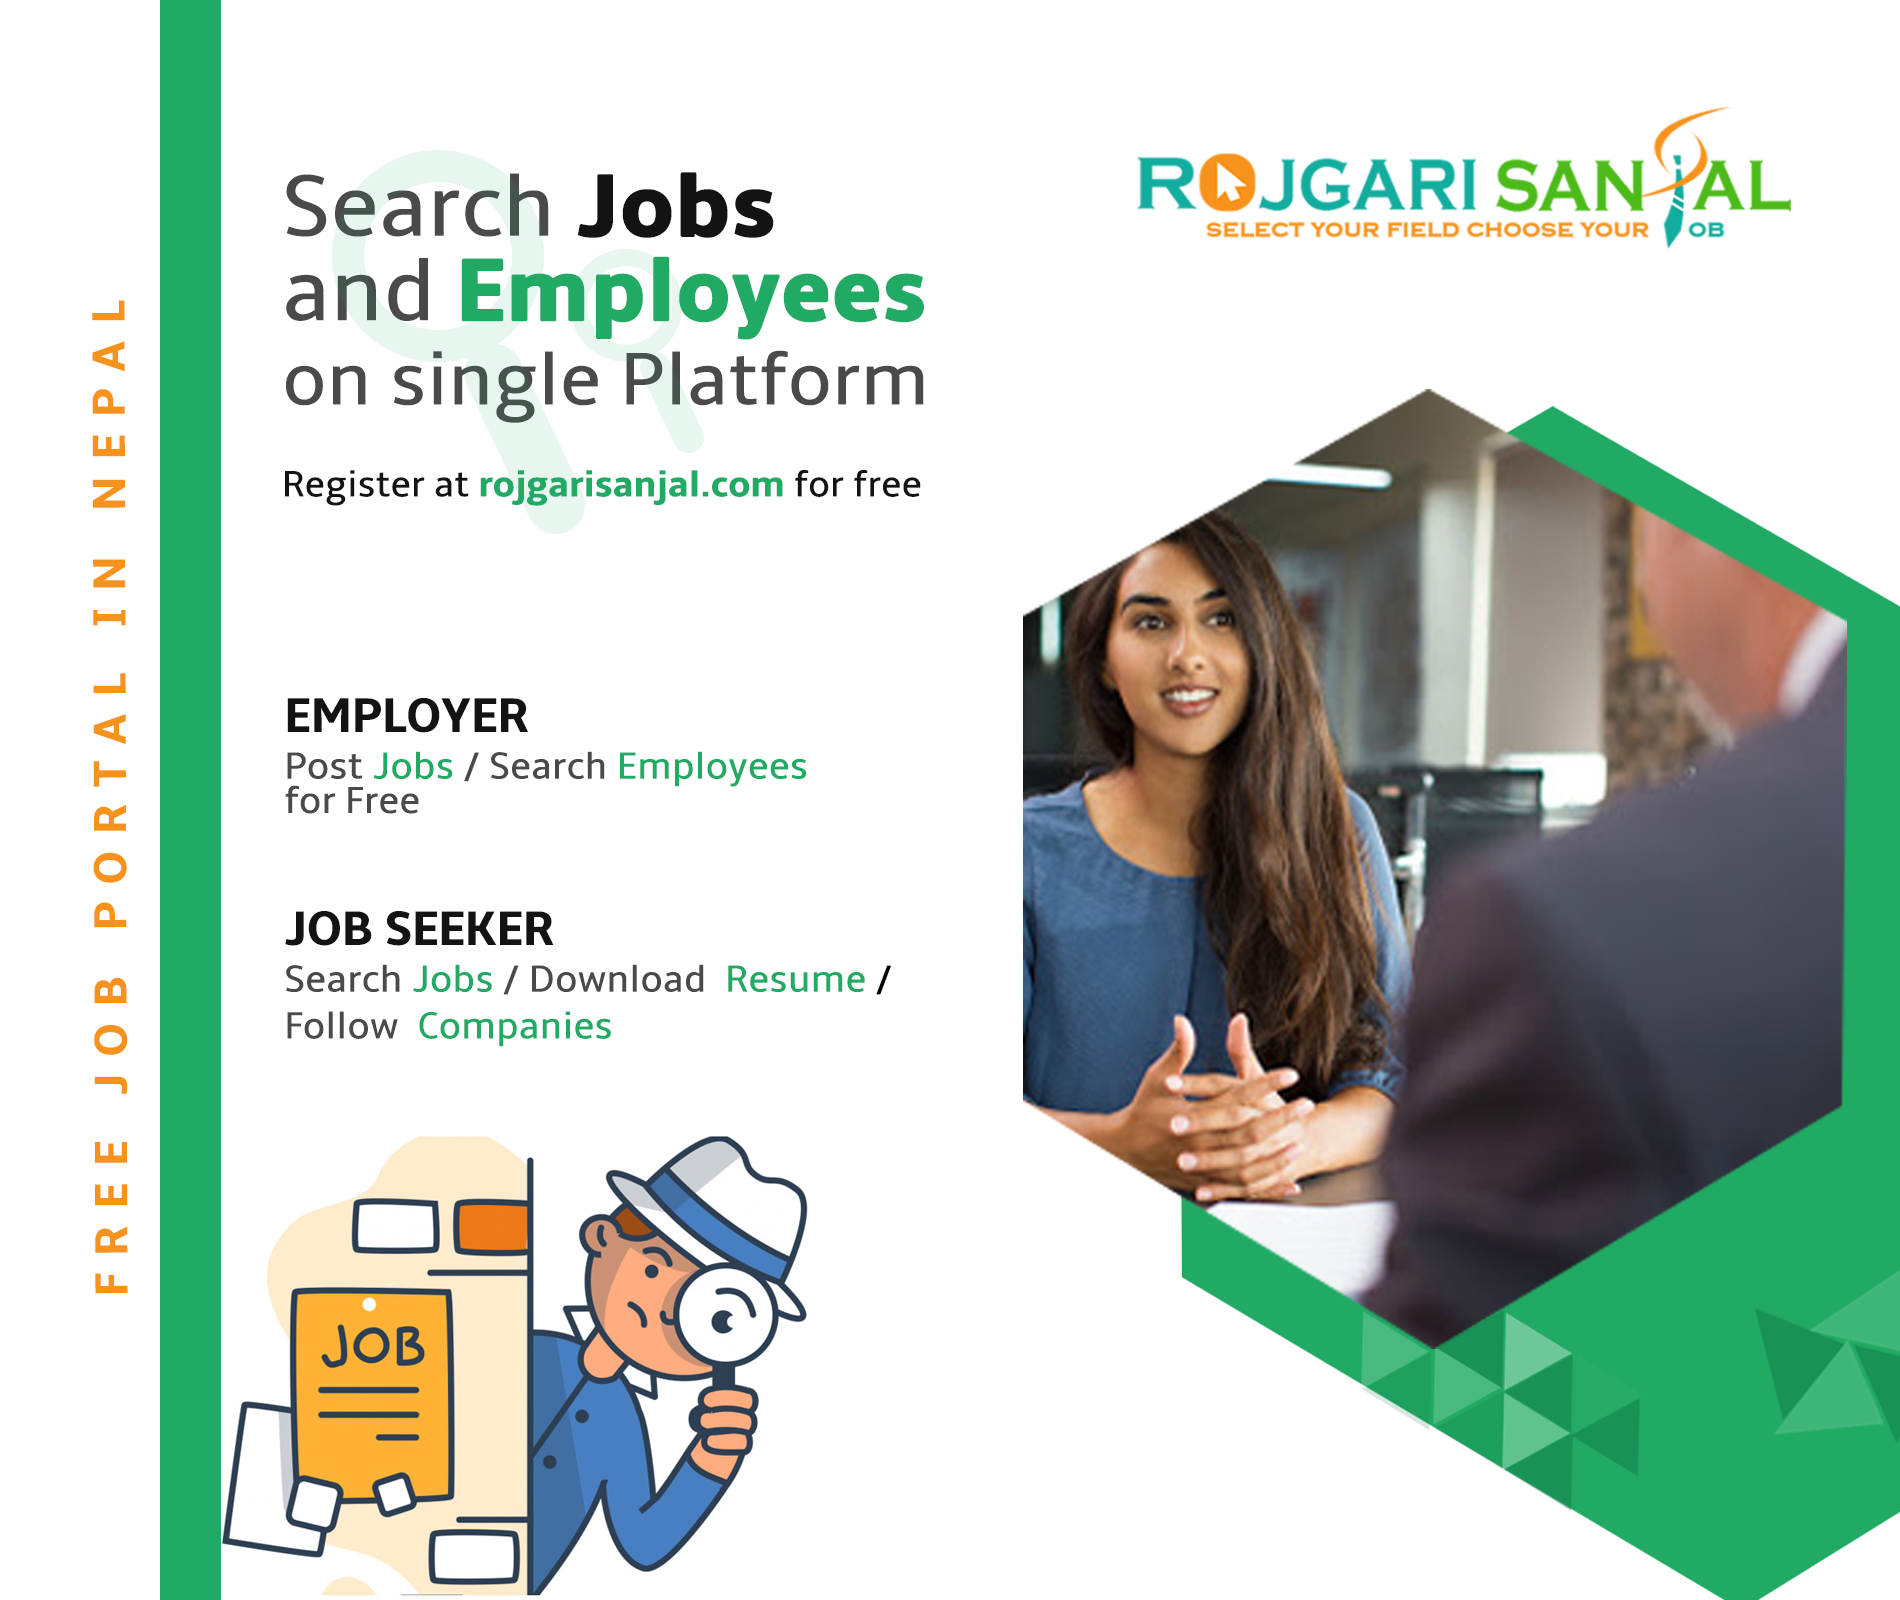 FREE JOB PORTAL IN NEPAL
Search Jobs
and Employees
on single Platform
Register at rojgarisanjal.com for free
ROJGARI SANJAL
SELECT YOUR FIELD CHOOSE YOUR JOB
EMPLOYER
Post Jobs / Search Employees
for Free
JOB SEEKER
Search Jobs / Download Resume /
Follow Companies
JOB